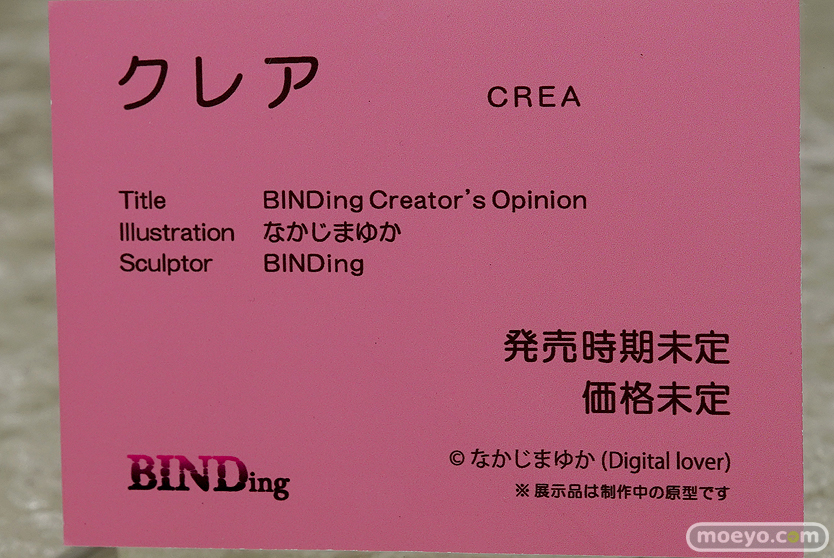 クレア CREA
Title BINDing Creator's Opinion
Illustration なかじまゆか
Sculptor BINDing
発売時期未定
価格未定
© なかじまゆか (Digital lover)
※ 展示品は制作中の原型です
BINDing
moeyo.com